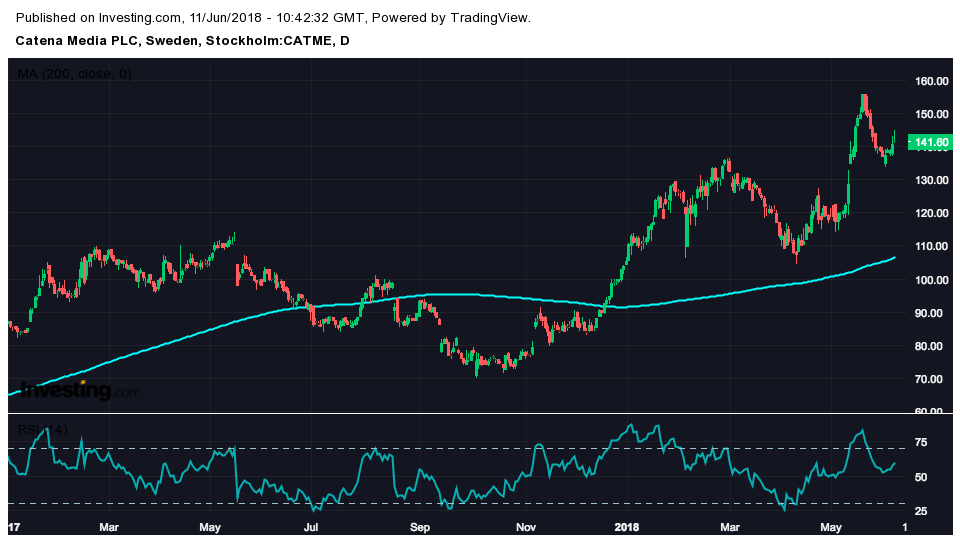 Published on Investing.com, 11/Jun/2018 - 10:42:32 GMT, Powered by TradingView.
Catena Media PLC, Sweden, Stockholm:CATME, D
MA (200, close, 0)
160.00
150.00
141.60
130.00
120.00
110.00
100.00
90.00
80.00
70.00
60.00
Investing.com
RSI (14)
75
50
25
17 Mar May Jul Sep Nov 2018 Mar May 1